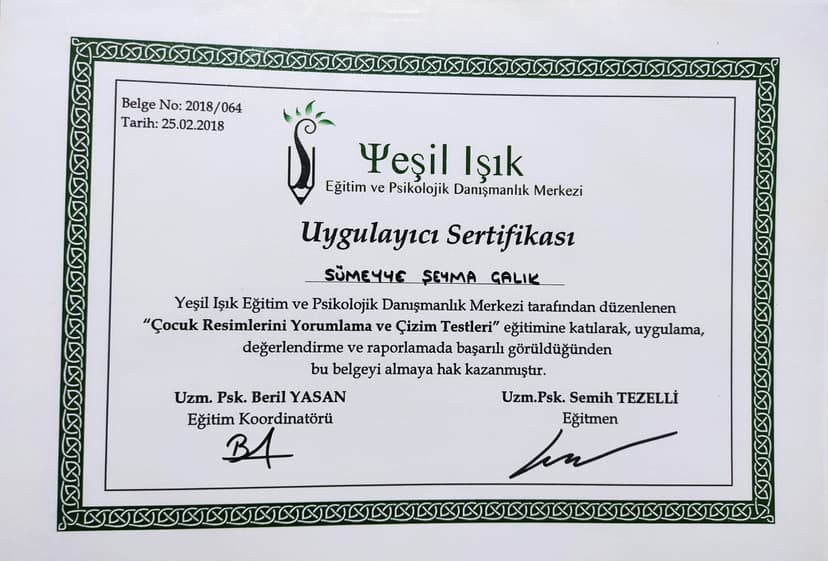 Belge No: 2018/064
Tarih: 25.02.2018
Ψeşil Işık
Eğitim ve Psikolojik Danışmanlık Merkezi
Uygulayıcı Sertifikası
SÜMEYYE ŞEYMA ÇALIK
Yeşil Işık Eğitim ve Psikolojik Danışmanlık Merkezi tarafından düzenlenen
“Çocuk Resimlerini Yorumlama ve Çizim Testleri” eğitimine katılarak, uygulama,
değerlendirme ve raporlamada başarılı görüldüğünden
bu belgeyi almaya hak kazanmıştır.
Uzm. Psk. Beril YASAN
Eğitim Koordinatörü
Uzm.Psk. Semih TEZELLİ
Eğitmen